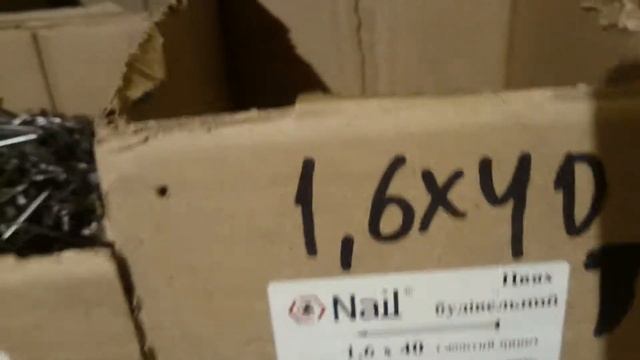 1,6x40
Nail®
Цвях
будівельний
1,6 x 40